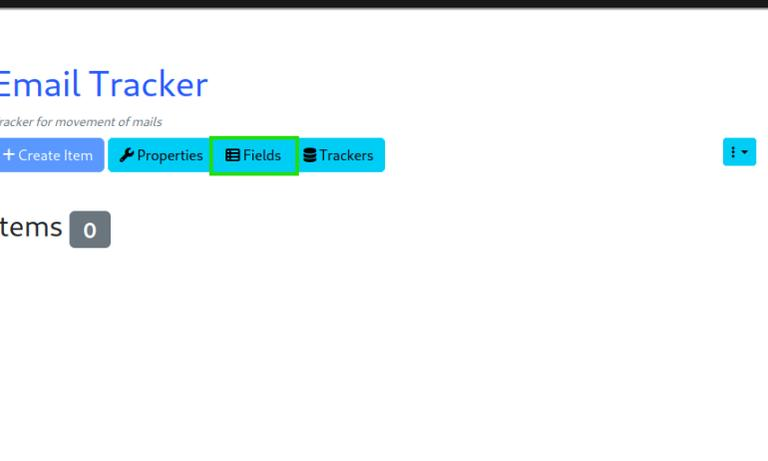 Email Tracker
racker for movement of mails
+ Create Item Properties Fields Trackers
tems 0